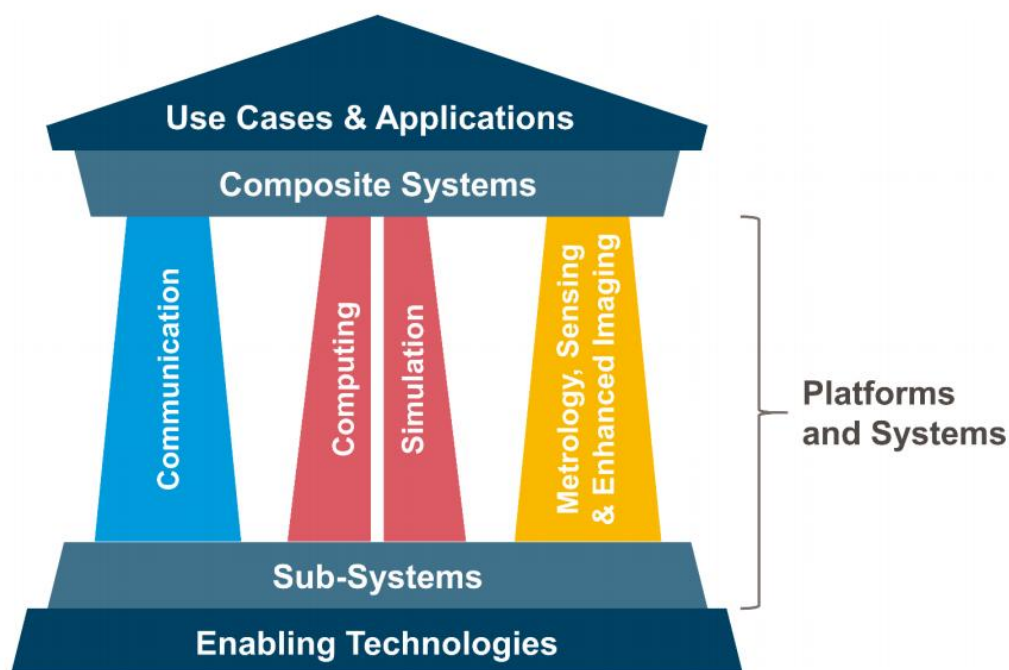 Use Cases & Applications
Composite Systems
Communication
Computing
Simulation
Metrology, Sensing
& Enhanced Imaging
Platforms
and Systems
Sub-Systems
Enabling Technologies